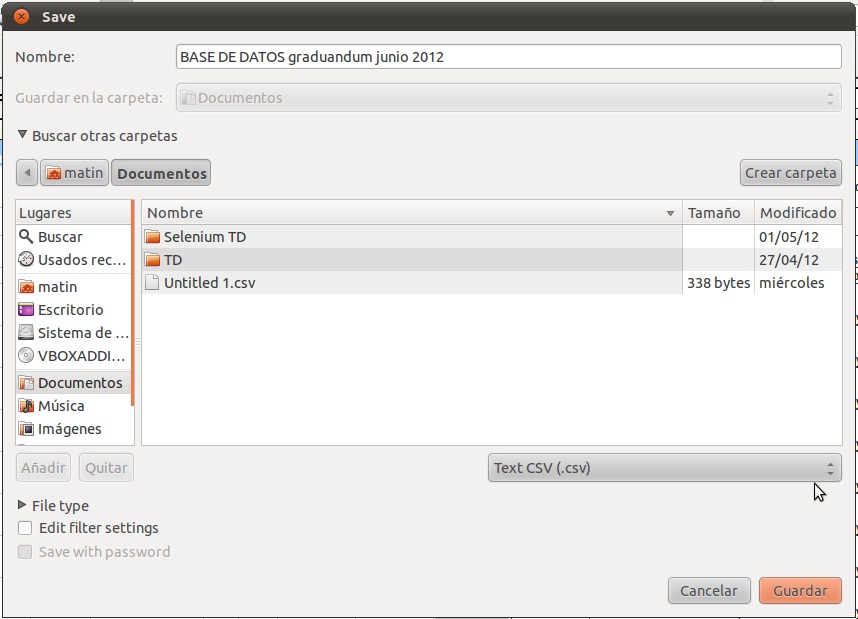 Save
Nombre: BASE DE DATOS graduandum junio 2012
Guardar en la carpeta: Documentos
Buscar otras carpetas
matin Documentos Crear carpeta
Lugares Nombre Tamaño Modificado
Buscar Selenium TD 01/05/12
Usados rec... TD 27/04/12
matin Untitled 1.csv 338 bytes miércoles
Escritorio
Sistema de ...
VBOXADDI...
Documentos
Música
Imágenes
Añadir Quitar Text CSV (.csv)
File type
Edit filter settings
Save with password
Cancelar Guardar